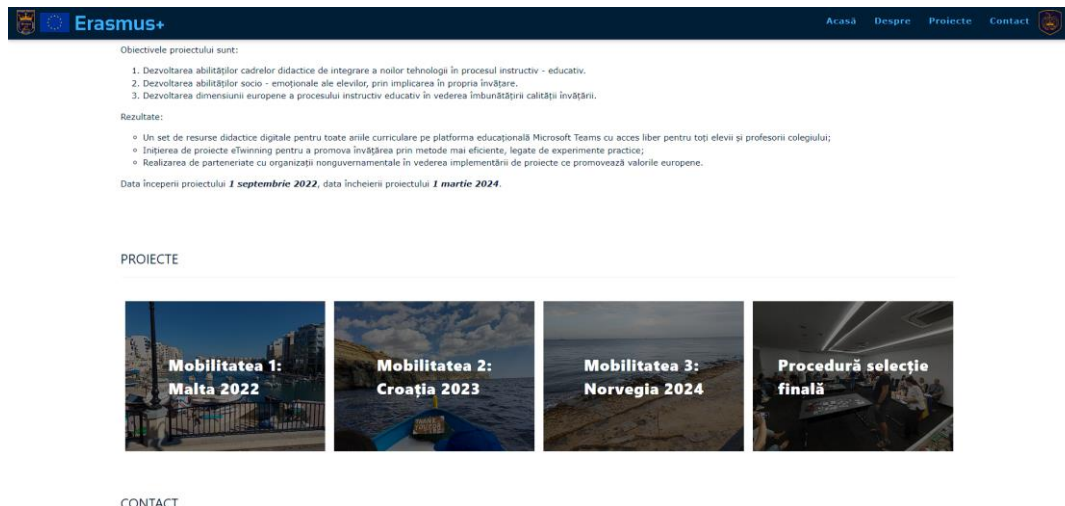 Erasmus+
Acasă Despre Proiecte Contact
Obiectivele proiectului sunt:
1. Dezvoltarea abilităților cadrelor didactice de integrare a noilor tehnologii în procesul instructiv - educativ.
2. Dezvoltarea abilităților socio - emoționale ale elevilor, prin implicarea în propria învățare.
3. Dezvoltarea dimensiunii europene a procesului instructiv educativ în vederea îmbunătățirii calității învățării.
Rezultate:
Un set de resurse didactice digitale pentru toate ariile curriculare pe platforma educațională Microsoft Teams cu acces liber pentru toți elevii și profesorii colegiului;
Inițierea de proiecte eTwinning pentru a promova învățărea prin metode mai eficiente, legate de experimente practice;
Realizarea de parteneriate cu organizații nonguvernamentale în vederea implementării de proiecte ce promovează valorile europene.
Data începerii proiectului 1 septembrie 2022, data încheierii proiectului 1 martie 2024.
PROIECTE
Mobilitatea 1:
Malta 2022
Mobilitatea 2:
Croația 2023
Mobilitatea 3:
Norvegia 2024
Procedură selecție
finală
CONTACT